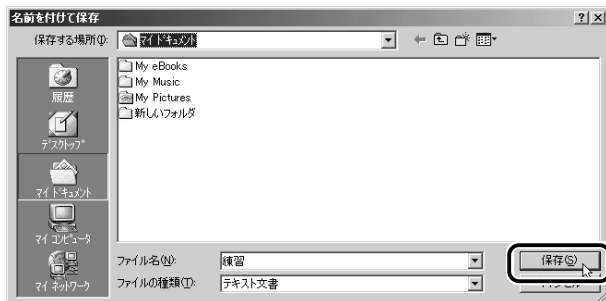 名前を付けて保存
保存する場所(I):
マイ ドキュメント
履歴
デスクトップ
マイ ドキュメント
マイ コンピュータ
マイ ネットワーク
My eBooks
My Music
My Pictures
新しいフォルダ
ファイル名(N):
練習
保存(S)
ファイルの種類(T):
テキスト文書